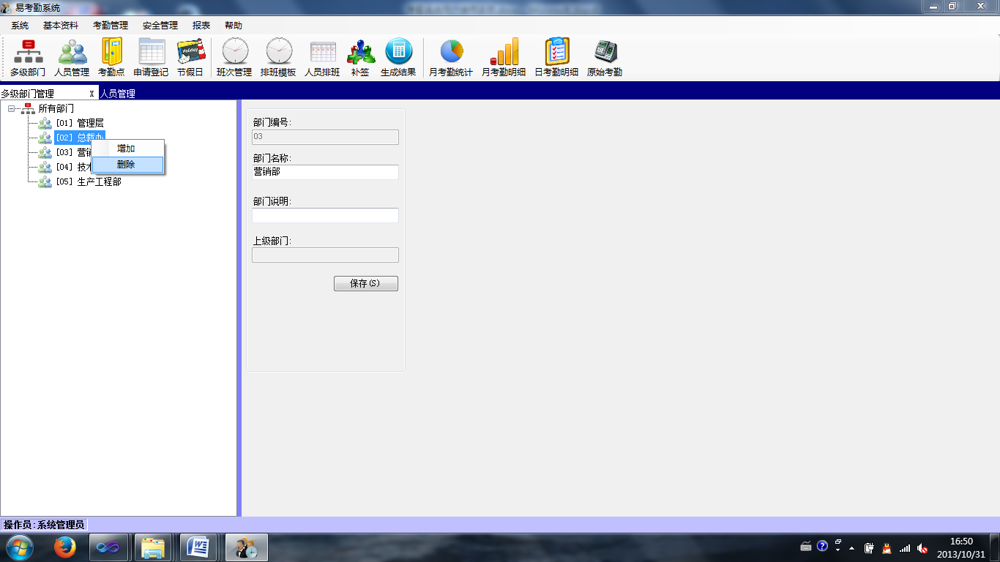 易考勤系统
系统 基本资料 考勤管理 安全管理 报表 帮助
Holiday
多级部门 人员管理 考勤点 申请登记 节假日 班次管理 排班模板 人员排班 补签 生成结果 月考勤统计 月考勤明细 日考勤明细 原始考勤
多级部门管理 X 人员管理
所有部门
[01] 管理层
[02] 总裁办
[03] 营销
[04] 技术
[05] 生产工程部
增加
删除
部门编号:
03
部门名称:
营销部
部门说明:
上级部门:
保存(S)
操作员:系统管理员
16:50
2013/10/31